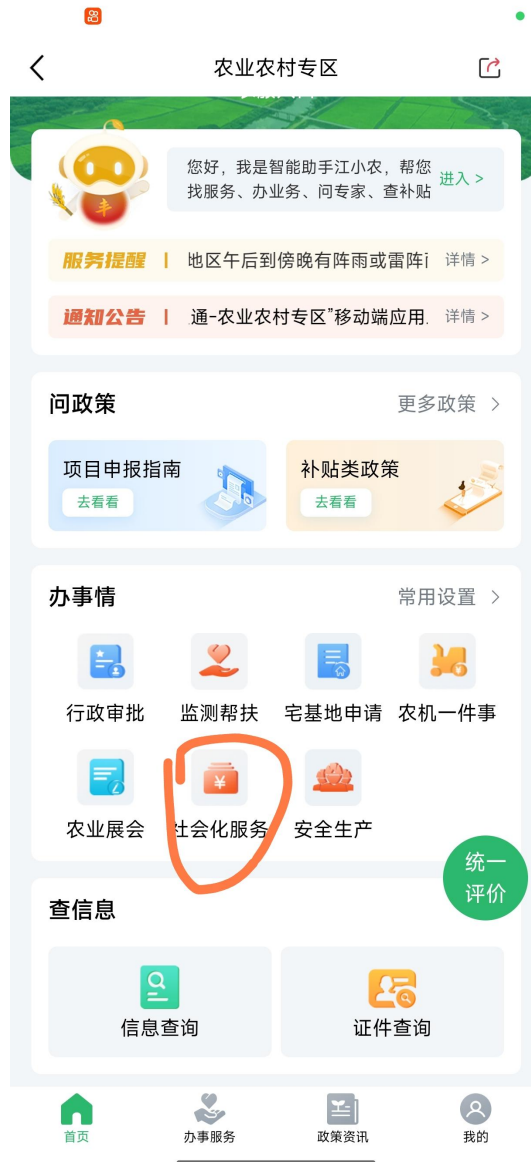 农业农村专区
您好，我是智能助手江小农，帮您
找服务、办业务、问专家、查补贴
进入 >
服务提醒
地区午后到傍晚有阵雨或雷阵
详情 >
通知公告
通-农业农村专区”移动端应用.
详情 >
问政策
更多政策 >
项目申报指南
去看看
补贴类政策
去看看
办事情
常用设置 >
行政审批
监测帮扶
宅基地申请
农机一件事
农业展会
社会化服务
安全生产
统一
评价
查信息
信息查询
证件查询
首页
办事服务
政策资讯
我的